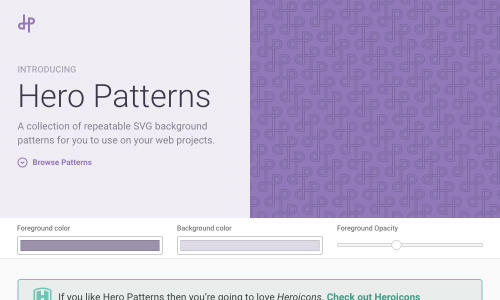 INTRODUCING
Hero Patterns
A collection of repeatable SVG background
patterns for you to use on your web projects.
Browse Patterns
Foreground color
Background color
Foreground Opacity
If you like Hero Patterns then you're going to love Heroicons. Check out Heroicons